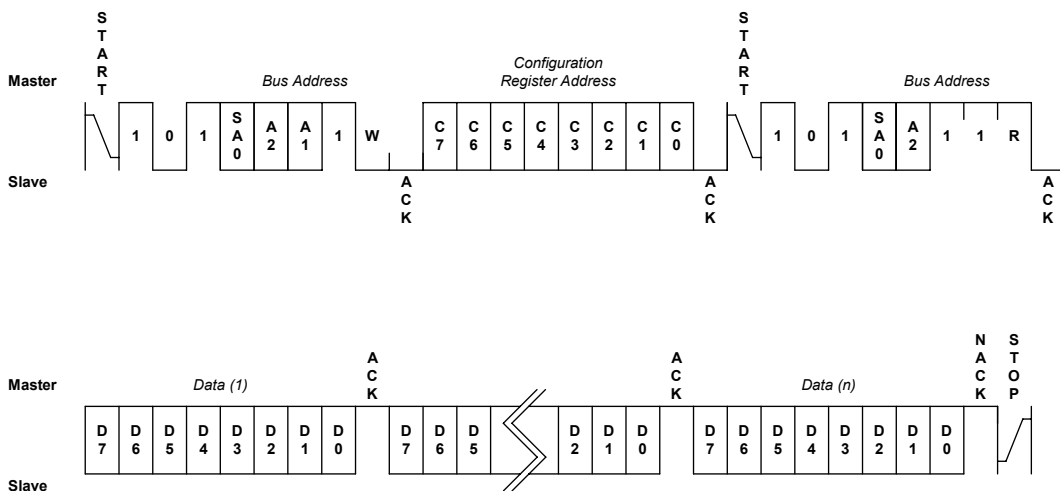 START
START
Configuration
Master
Bus Address
Register Address
Bus Address
1 0 1 SA0 A2 A1 1 W C7 C6 C5 C4 C3 C2 C1 C0 1 0 1 SA0 A2 1 1 R
Slave
ACK
ACK
ACK
ACK
ACK
NACK
STOP
Master
Data (1)
Data (n)
D7 D6 D5 D4 D3 D2 D1 D0 D7 D6 D5 D2 D1 D0 D7 D6 D5 D4 D3 D2 D1 D0
Slave